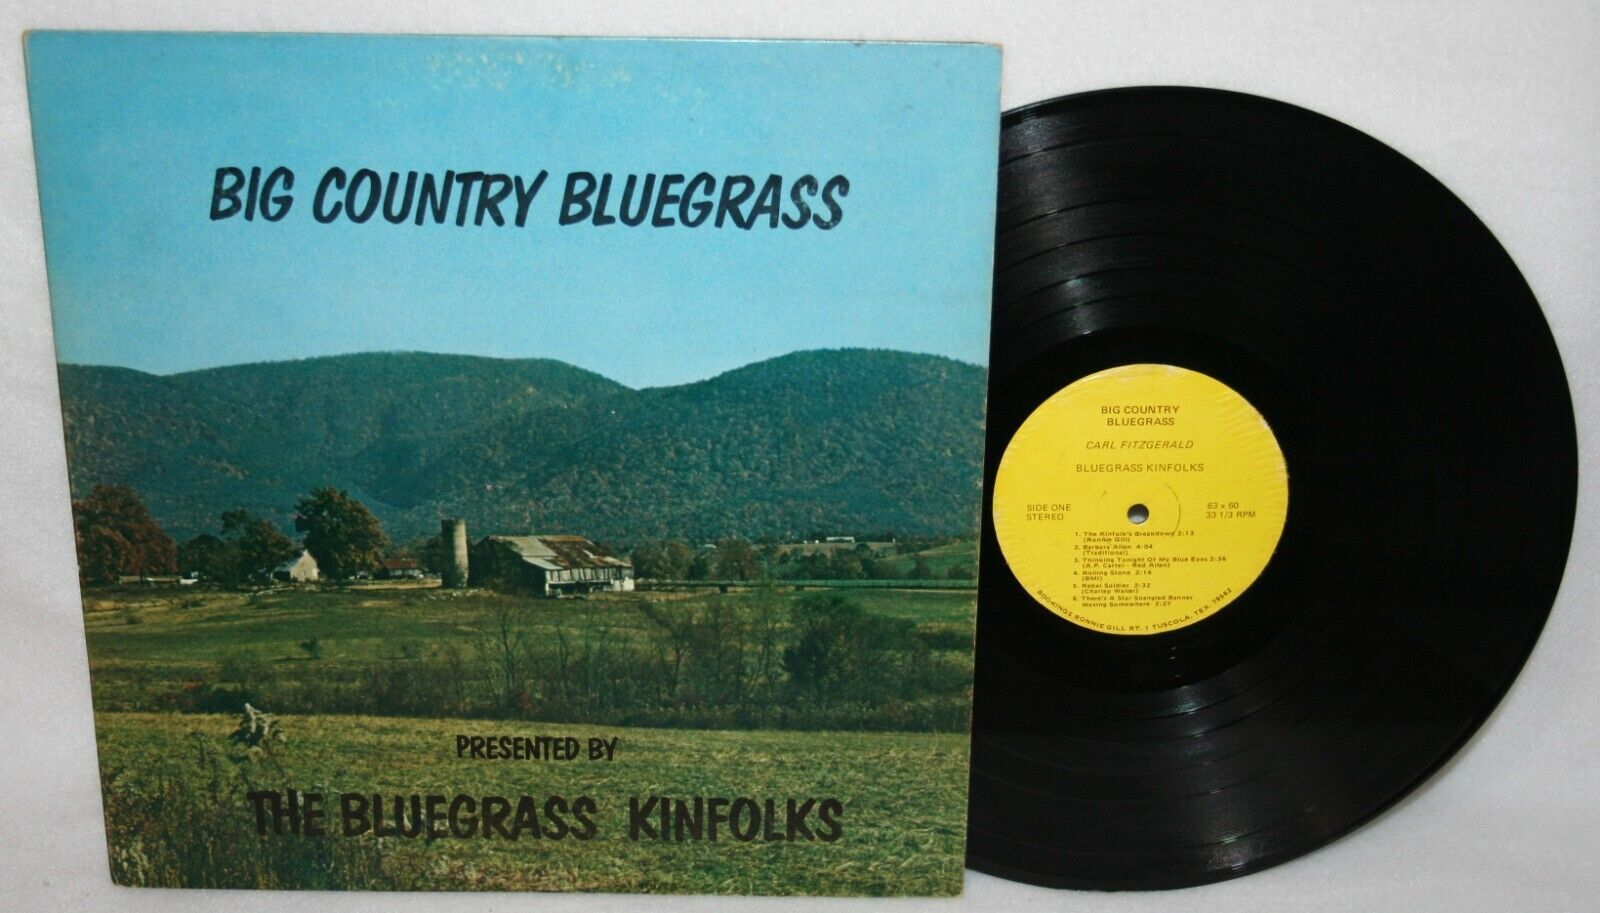 BIG COUNTRY BLUEGRASS
PRESENTED BY
THE BLUEGRASS KINFOLKS
BIG COUNTRY
BLUEGRASS
CARL FITZGERALD
BLUEGRASS KINFOLKS
SIDE ONE
STEREO
63 x 60
33 1/3 RPM
1. The Kinfolk's Breakdown 2:13
(Ronnie Gill)
2. Barbara Allen 4:04
(Traditional)
3. Thinking Tonight Of My Blue Eyes 2:36
(A.P. Carter - Red Allen)
4. Rolling Stone 2:14
(BMI)
5. Rebel Soldier 2:32
(Charley Waller)
6. There's A Star Spangled Banner
Waving Somewhere 2:27
BOOKINGS RONNIE GILL RT. 1 TUSCOLA, TEX. 79562